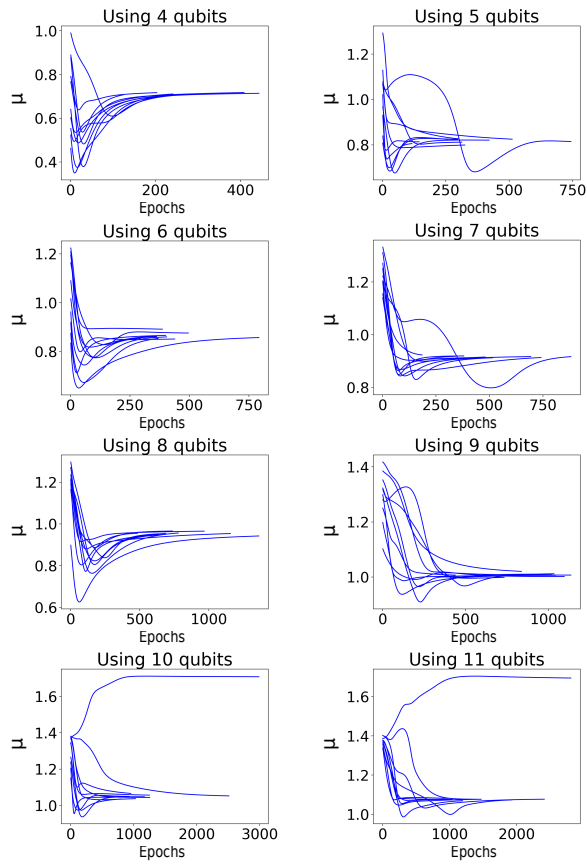 Using 4 qubits
1.0
0.8
0.6
0.4
μ
0
200
400
Epochs
Using 5 qubits
1.2
1.0
0.8
μ
0
250
500
750
Epochs
Using 6 qubits
1.2
1.0
0.8
μ
0
250
500
750
Epochs
Using 7 qubits
1.2
1.0
0.8
μ
0
250
500
750
Epochs
Using 8 qubits
1.2
1.0
0.8
0.6
μ
0
500
1000
Epochs
Using 9 qubits
1.4
1.2
1.0
μ
0
500
1000
Epochs
Using 10 qubits
1.6
1.4
1.2
1.0
μ
0
1000
2000
3000
Epochs
Using 11 qubits
1.6
1.4
1.2
1.0
μ
0
1000
2000
Epochs